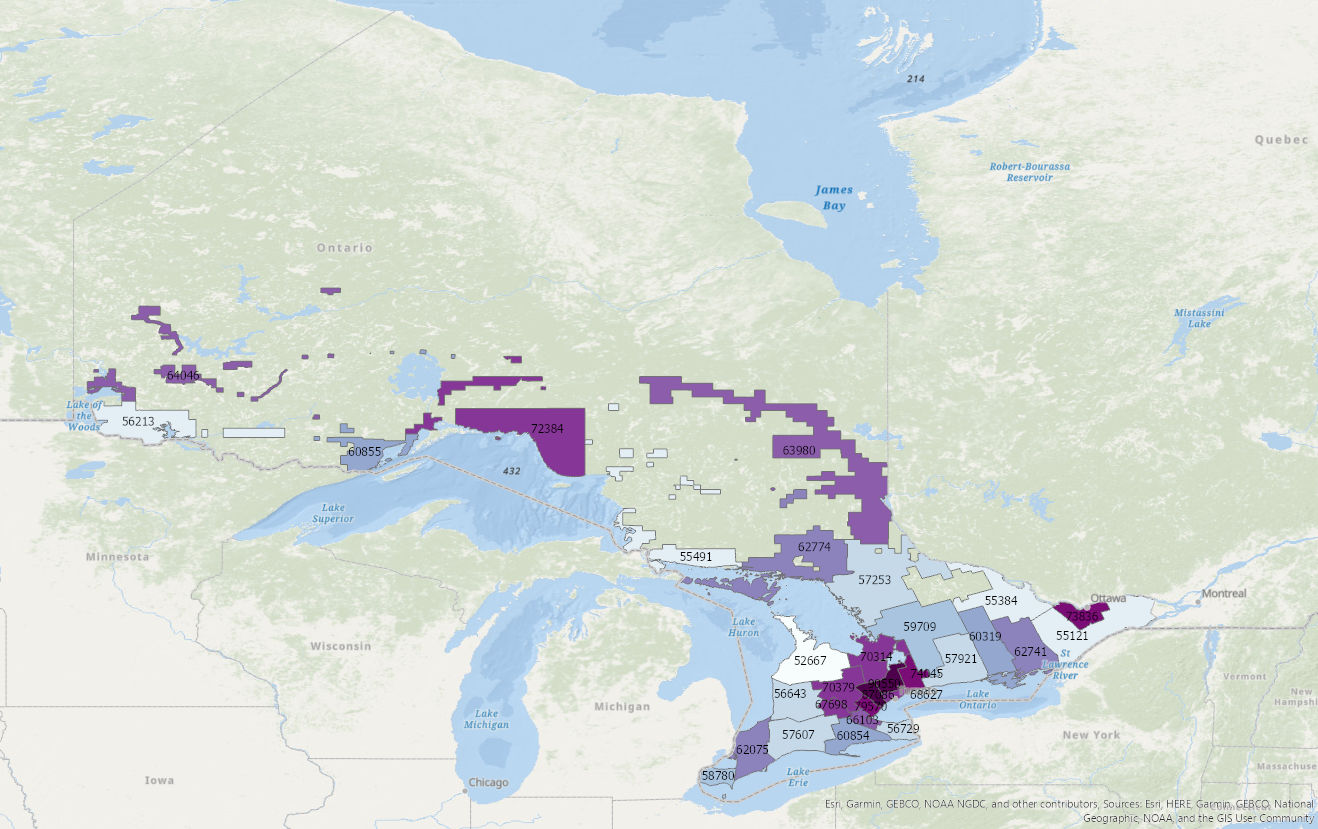 214
Quebec
Robert-Bourassa
Reservoir
James
Bay
Ontario
Mistassini
Lake
64046
Lake of
the
Woods
56213
72384
63980
60855
432
Lake
Superior
Minnesota
55491
62774
57253
Ottawa
Montreal
55384
73836
55121
59709
60319
62741
St
Lawrence
River
Lake
Huron
Wisconsin
52667
70314
57921
74045
70379
68627
56643
67698
79570
66103
56729
Lake
Ontario
Vermont
New
Hampshi
Michigan
Lake
Michigan
57607
60854
New York
62075
58780
Lake
Erie
Massachuse
Iowa
Chicago
Esri, Garmin, GEBCO, NOAA NGDC, and other contributors, Sources: Esri, HERE, Garmin, GEBCO, National
Geographic, NOAA, and the GIS User Community